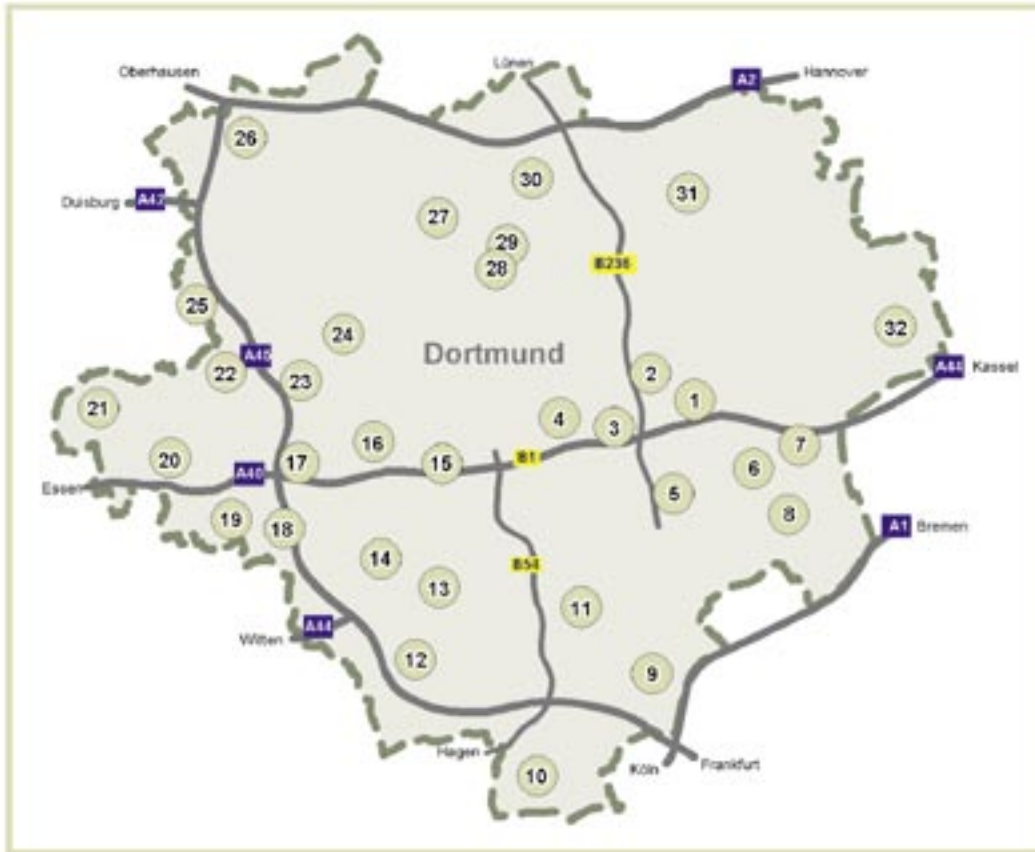 Oberhausen
Lünen
A2
Hannover
26
30
31
Duisburg
A42
27
29
B236
28
25
24
32
Dortmund
A45
22
23
2
A44
Kassel
21
1
4
3
16
7
20
17
15
B1
6
Essen
A40
5
19
18
8
A1
Bremen
14
B54
13
11
Witten
A44
12
9
Hagen
10
Köln
Frankfurt